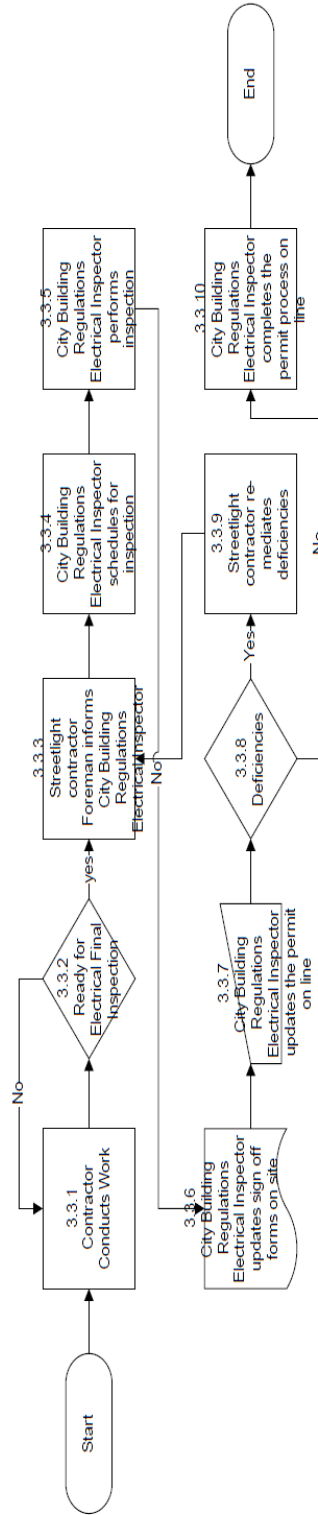 Start
3.3.1
Contractor
Conducts Work
No
3.3.2
Ready for
Electrical Final
Inspection
yes
3.3.3
Streetlight
contractor
Foreman informs
City Building
Regulations
Electrical Inspector
3.3.4
City Building
Regulations
Electrical Inspector
schedules for
inspection
3.3.5
City Building
Regulations
Electrical Inspector
performs
inspection
No
3.3.6
City Building
Regulations
Electrical Inspector
updates sign off
forms on site
3.3.7
City Building
Regulations
Electrical Inspector
updates the permit
on line
3.3.8
Deficiencies
Yes
3.3.9
Streetlight
contractor re-
mediates
deficiencies
No
3.3.10
City Building
Regulations
Electrical Inspector
completes the
permit process on
line
End